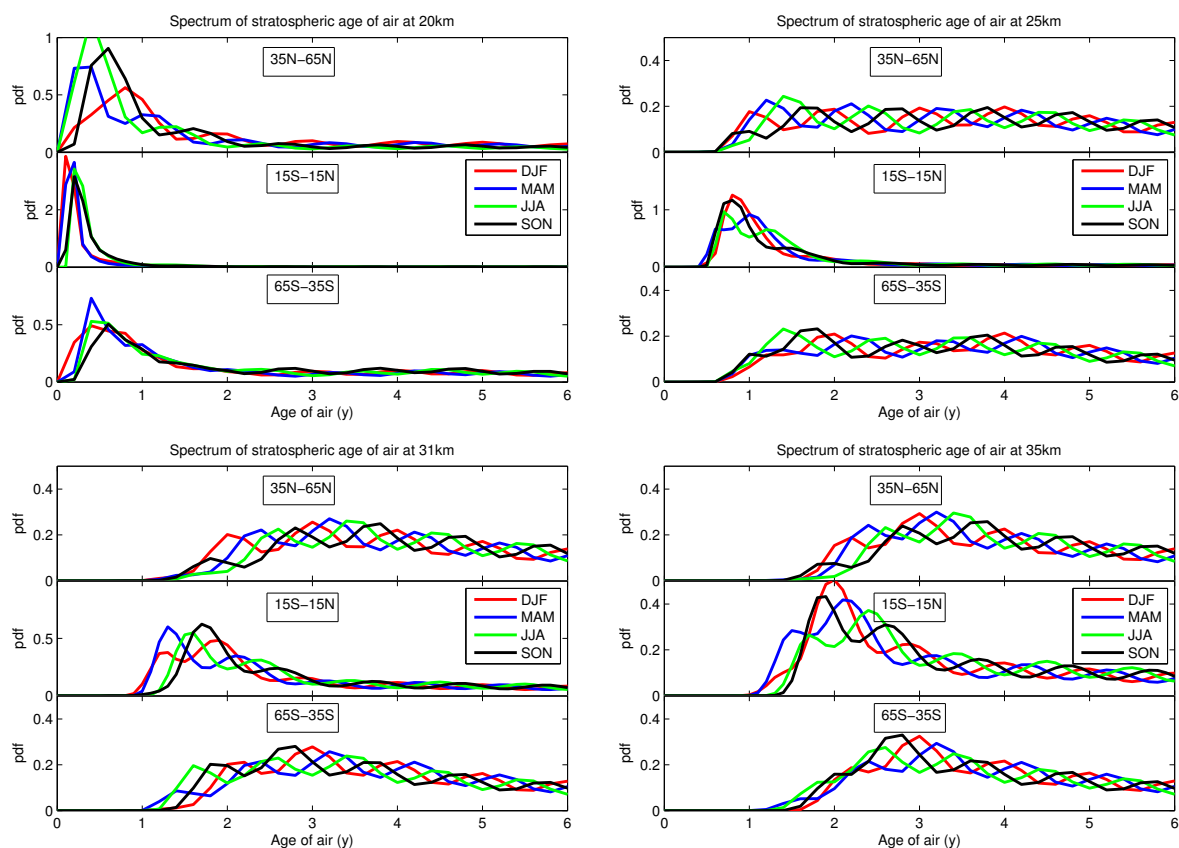 Spectrum of stratospheric age of air at 20km
1
0.5
0
pdf
35N−65N
2
0
pdf
15S−15N
DJF
MAM
JJA
SON
0.5
0
pdf
65S−35S
0 1 2 3 4 5 6
Age of air (y)
Spectrum of stratospheric age of air at 25km
0.4
0.2
0
pdf
35N−65N
1
0
pdf
15S−15N
DJF
MAM
JJA
SON
0.4
0.2
0
pdf
65S−35S
0 1 2 3 4 5 6
Age of air (y)
Spectrum of stratospheric age of air at 31km
0.4
0.2
0
pdf
35N−65N
0.5
0
pdf
15S−15N
DJF
MAM
JJA
SON
0.4
0.2
0
pdf
65S−35S
0 1 2 3 4 5 6
Age of air (y)
Spectrum of stratospheric age of air at 35km
0.4
0.2
0
pdf
35N−65N
0.4
0.2
0
pdf
15S−15N
DJF
MAM
JJA
SON
0.4
0.2
0
pdf
65S−35S
0 1 2 3 4 5 6
Age of air (y)